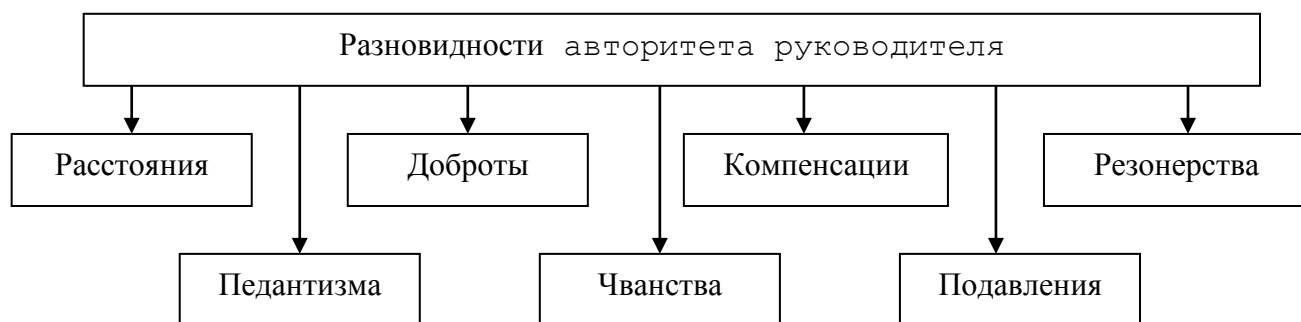 Разновидности авторитета руководителя
Расстояния
Доброты
Компенсации
Резонерства
Педантизма
Чванства
Подавления